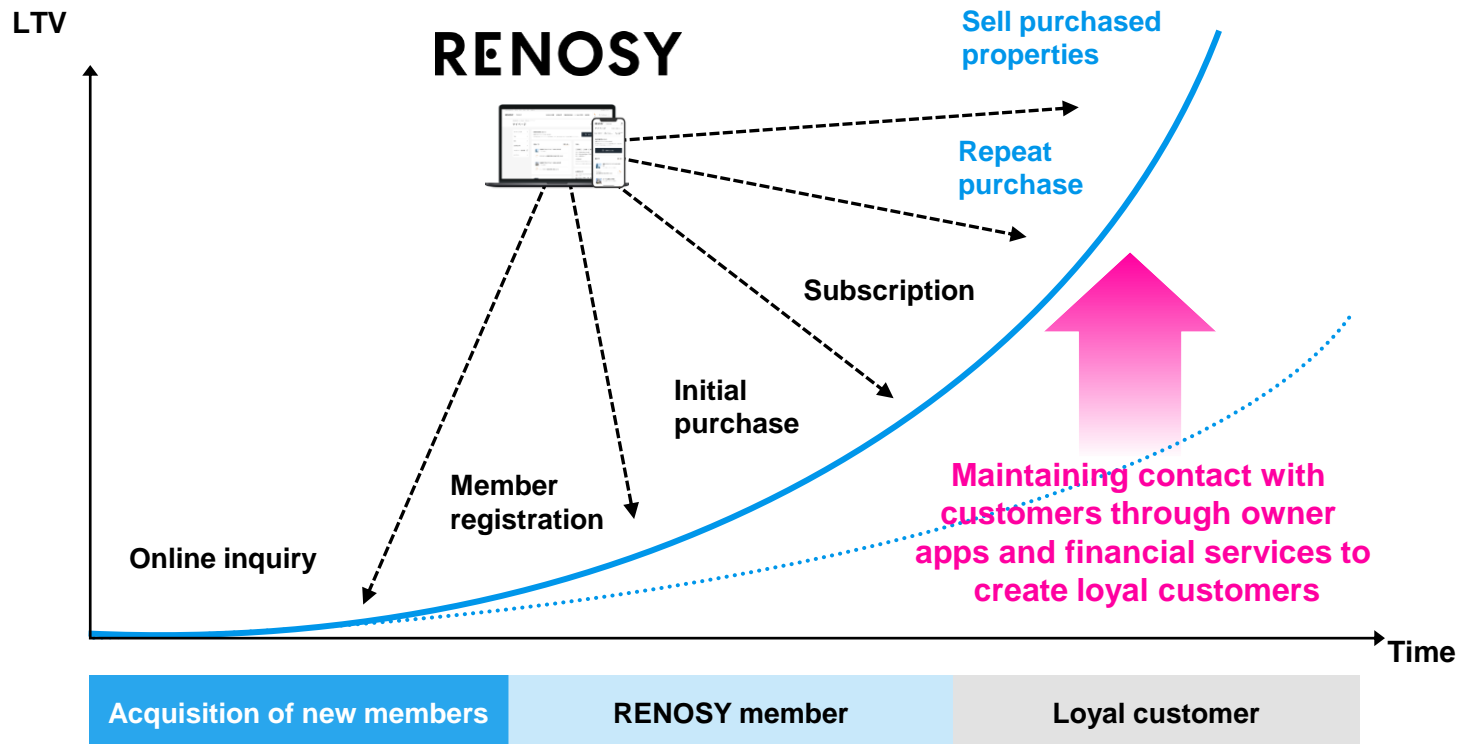 LTV
RENOSY
Sell purchased
properties
Repeat
purchase
Subscription
Initial
purchase
Member
registration
Online inquiry
Maintaining contact with
customers through owner
apps and financial services to
create loyal customers
Time
Acquisition of new members
RENOSY member
Loyal customer